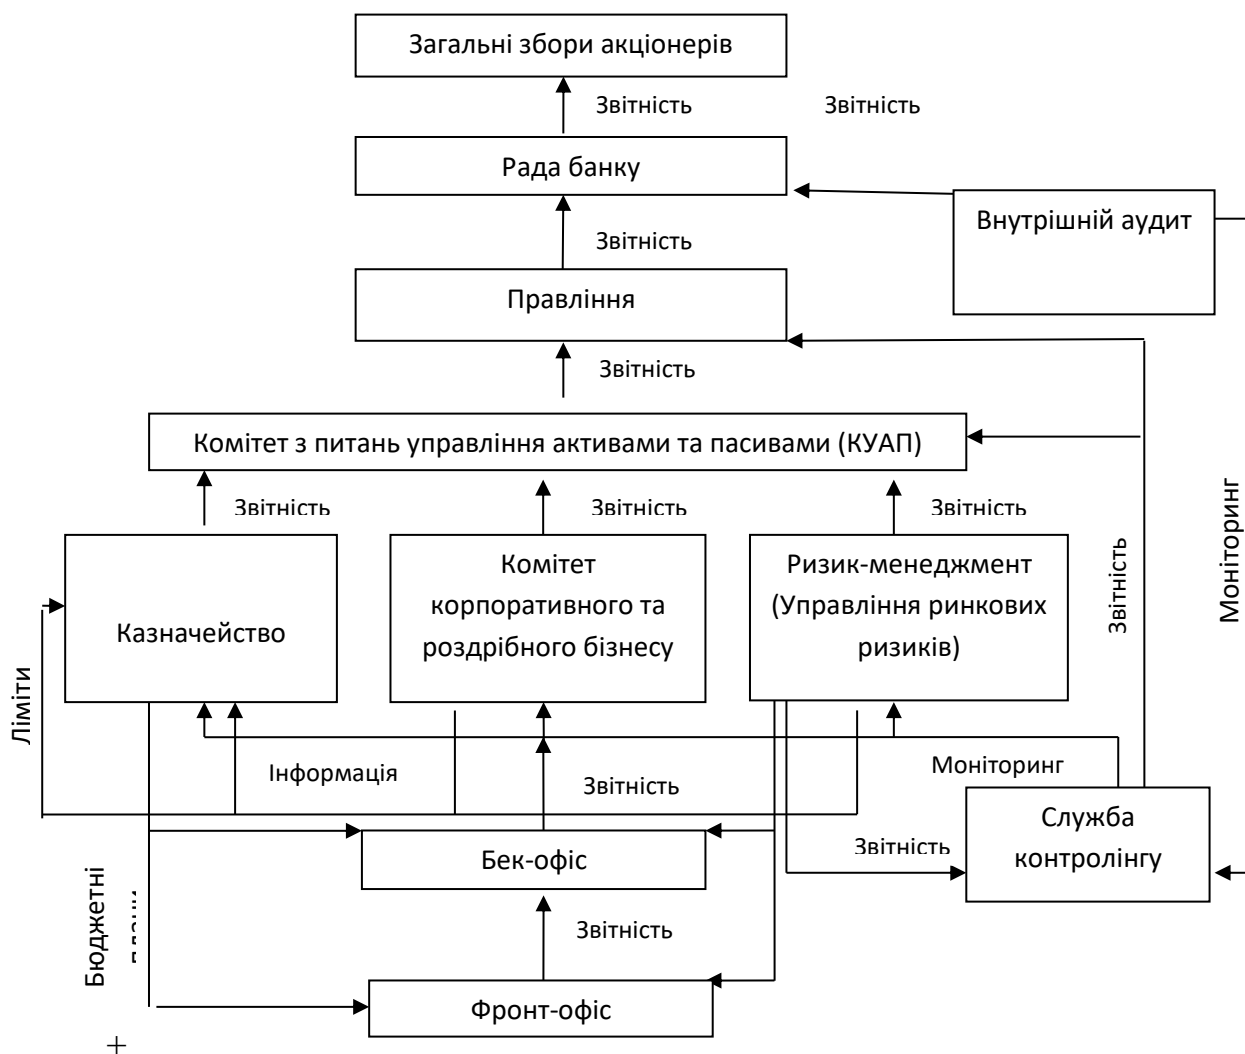 Загальні збори акціонерів
Звітність
Звітність
Рада банку
Внутрішній аудит
Звітність
Правління
Звітність
Комітет з питань управління активами та пасивами (КУАП)
Звітність
Звітність
Звітність
Моніторинг
Звітність
Казначейство
Комітет
корпоративного та
роздрібного бізнесу
Ризик-менеджмент
(Управління ринкових
ризиків)
Ліміти
Інформація
Звітність
Моніторинг
Служба
контролінгу
Звітність
Бек-офіс
Бюджетні
Звітність
Фронт-офіс
+